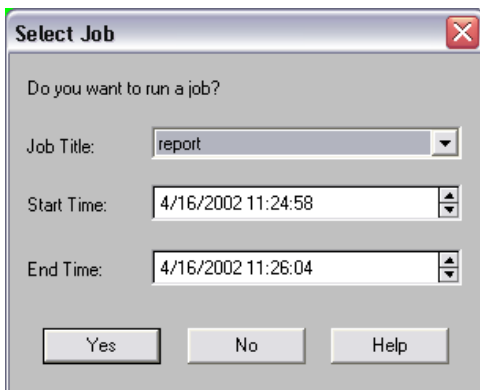 Select Job
Do you want to run a job?
Job Title: report
Start Time: 4/16/2002 11:24:58
End Time: 4/16/2002 11:26:04
Yes No Help